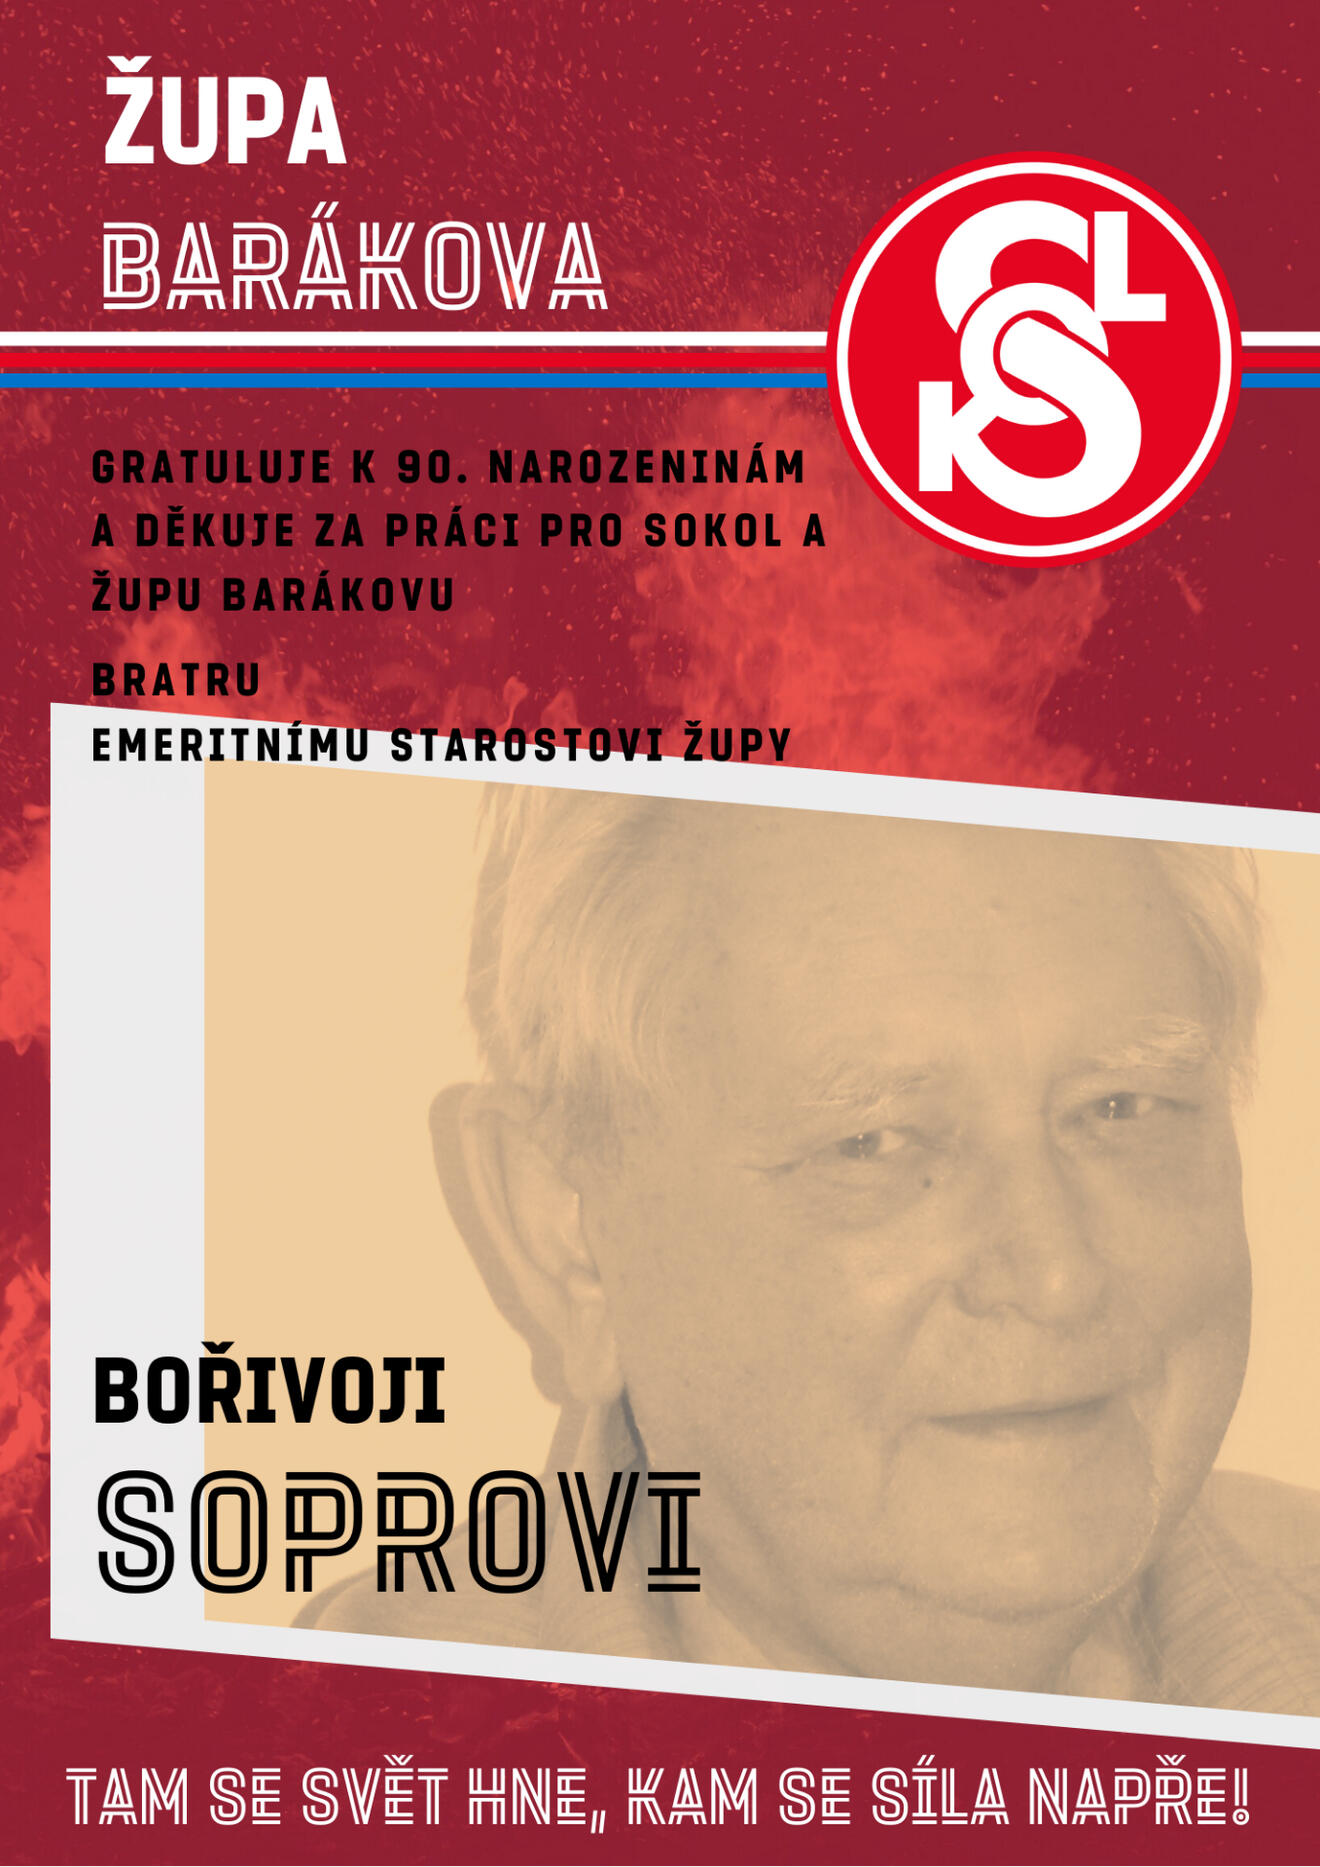 ŽUPA
BARÁKOVA
SOKOL
GRATULUJE K 90. NAROZENINÁM
A DĚKUJE ZA PRÁCI PRO SOKOL A
ŽUPU BARÁKOVU
BRATRU
EMERITNÍMU STAROSTOVI ŽUPY
BOŘIVOJI
SOPROVI
TAM SE SVĚT HNE,, KAM SE SÍLA NAPŘE!